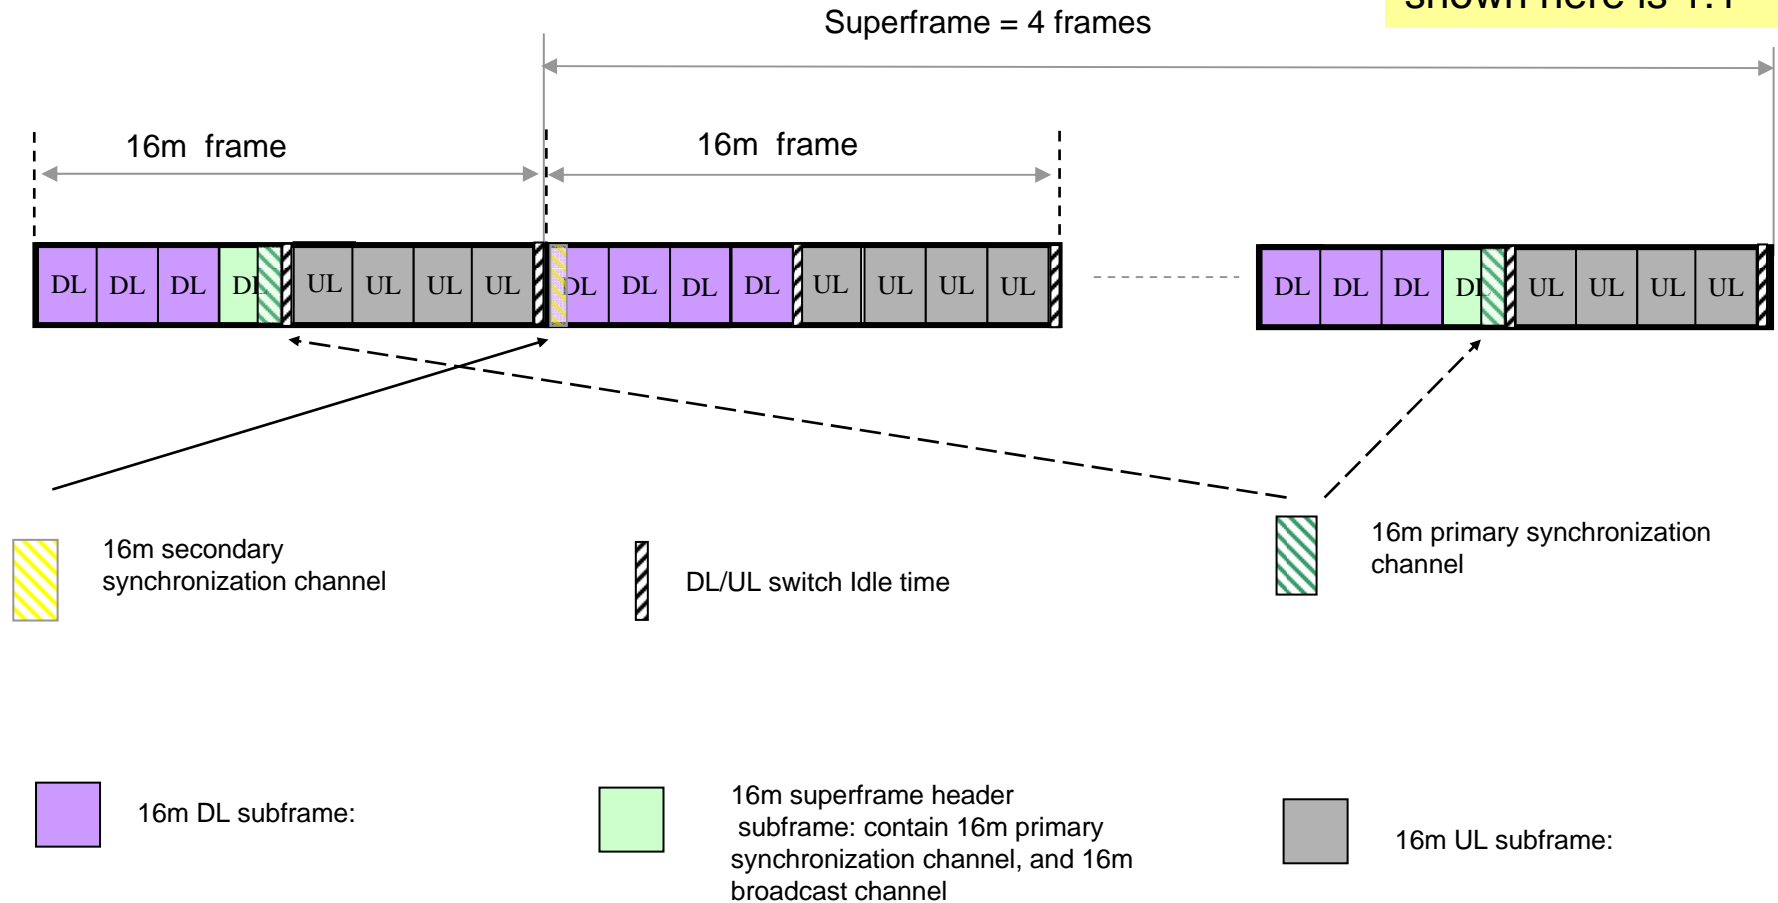 shown here is 1:1
Superframe = 4 frames
16m frame
16m frame
DL DL DL DL UL UL UL UL DL DL DL DL UL UL UL UL DL DL DL DL UL UL UL UL
16m secondary
synchronization channel
DL/UL switch Idle time
16m primary synchronization
channel
16m DL subframe:
16m superframe header
subframe: contain 16m primary
synchronization channel, and 16m
broadcast channel
16m UL subframe: